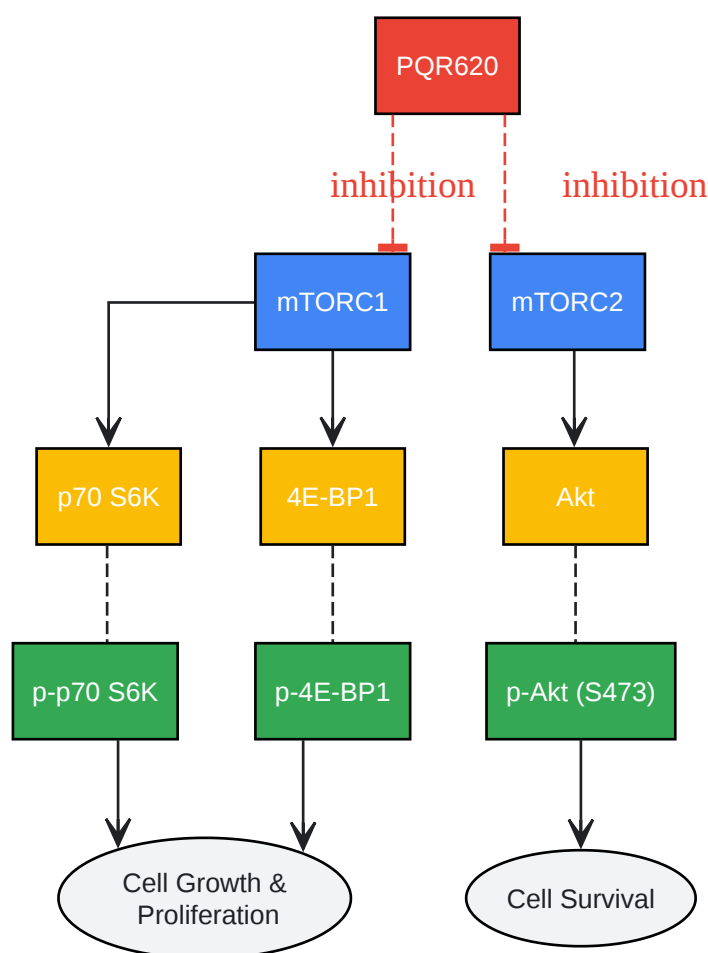 PQR620
inhibition
inhibition
mTORC1
mTORC2
p70 S6K
4E-BP1
Akt
p-p70 S6K
p-4E-BP1
p-Akt (S473)
Cell Growth &
Proliferation
Cell Survival